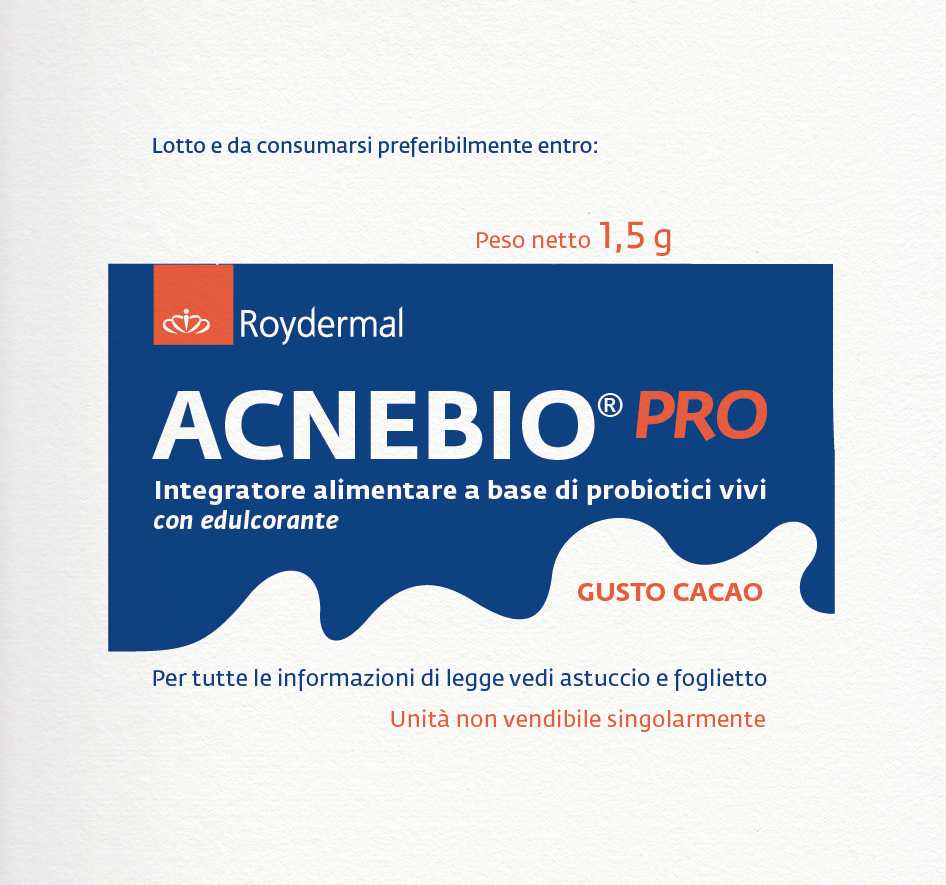 Lotto e da consumarsi preferibilmente entro:
Peso netto 1,5 g
Roydermal
ACNEBIO® PRO
Integratore alimentare a base di probiotici vivi
con edulcorante
GUSTO CACAO
Per tutte le informazioni di legge vedi astuccio e foglietto
Unità non vendibile singolarmente